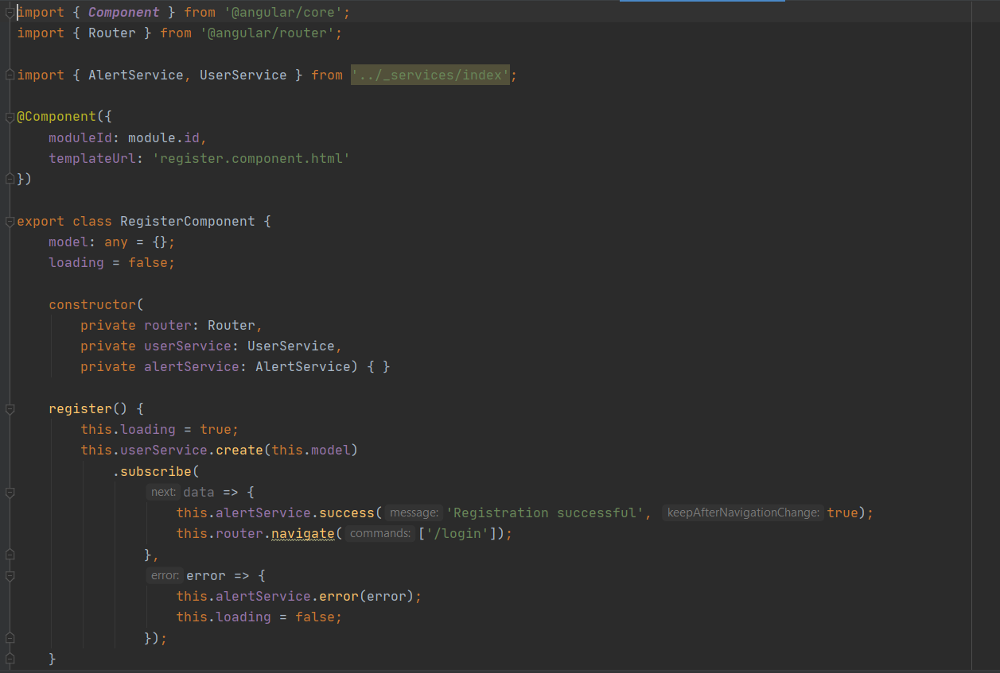 import { Component } from '@angular/core';
import { Router } from '@angular/router';
import { AlertService, UserService } from '../_services/index';
@Component({
    moduleId: module.id,
    templateUrl: 'register.component.html'
})
export class RegisterComponent {
    model: any = {};
    loading = false;
    constructor(
        private router: Router,
        private userService: UserService,
        private alertService: AlertService) { }
    register() {
        this.loading = true;
        this.userService.create(this.model)
            .subscribe(
                next: data => {
                    this.alertService.success( message: 'Registration successful', keepAfterNavigationChange: true);
                    this.router.navigate( commands: ['/login']);
                },
                error: error => {
                    this.alertService.error(error);
                    this.loading = false;
                });
    }